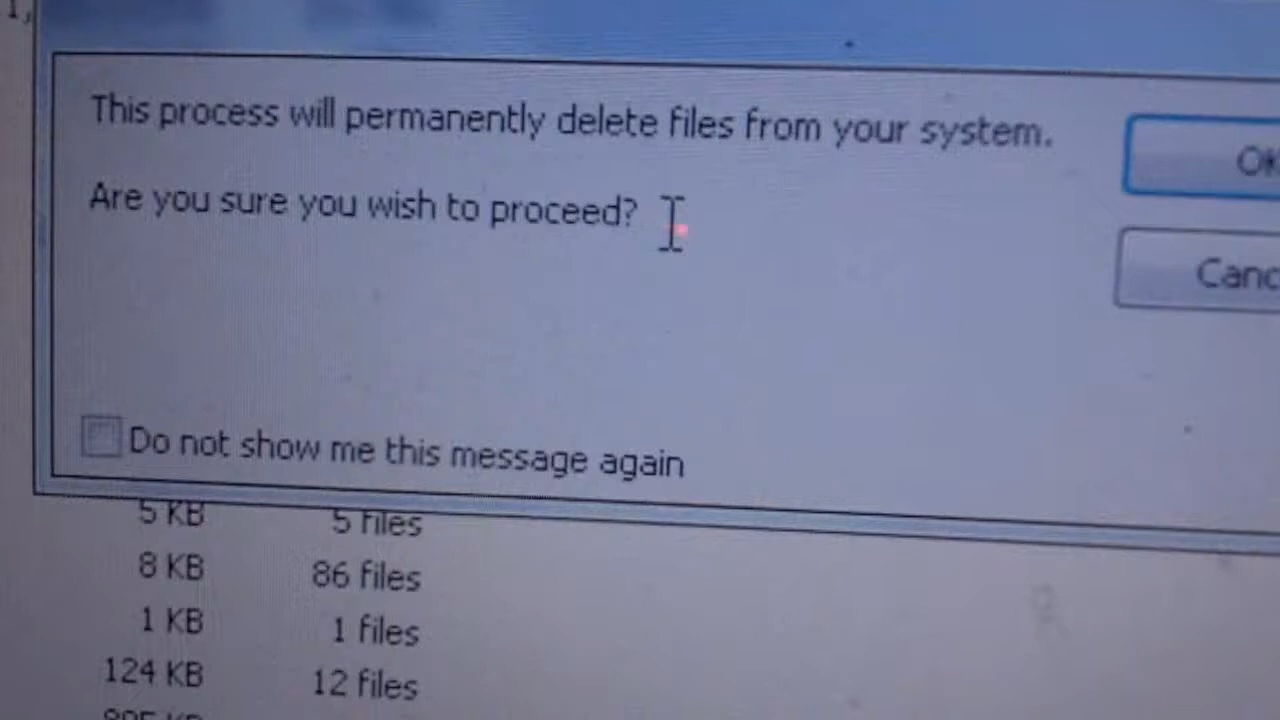 This process will permanently delete files from your system.
OK
Are you sure you wish to proceed?
Canc
Do not show me this message again
5 KB 5 files
8 KB 86 files
1 KB 1 files
124 KB 12 files